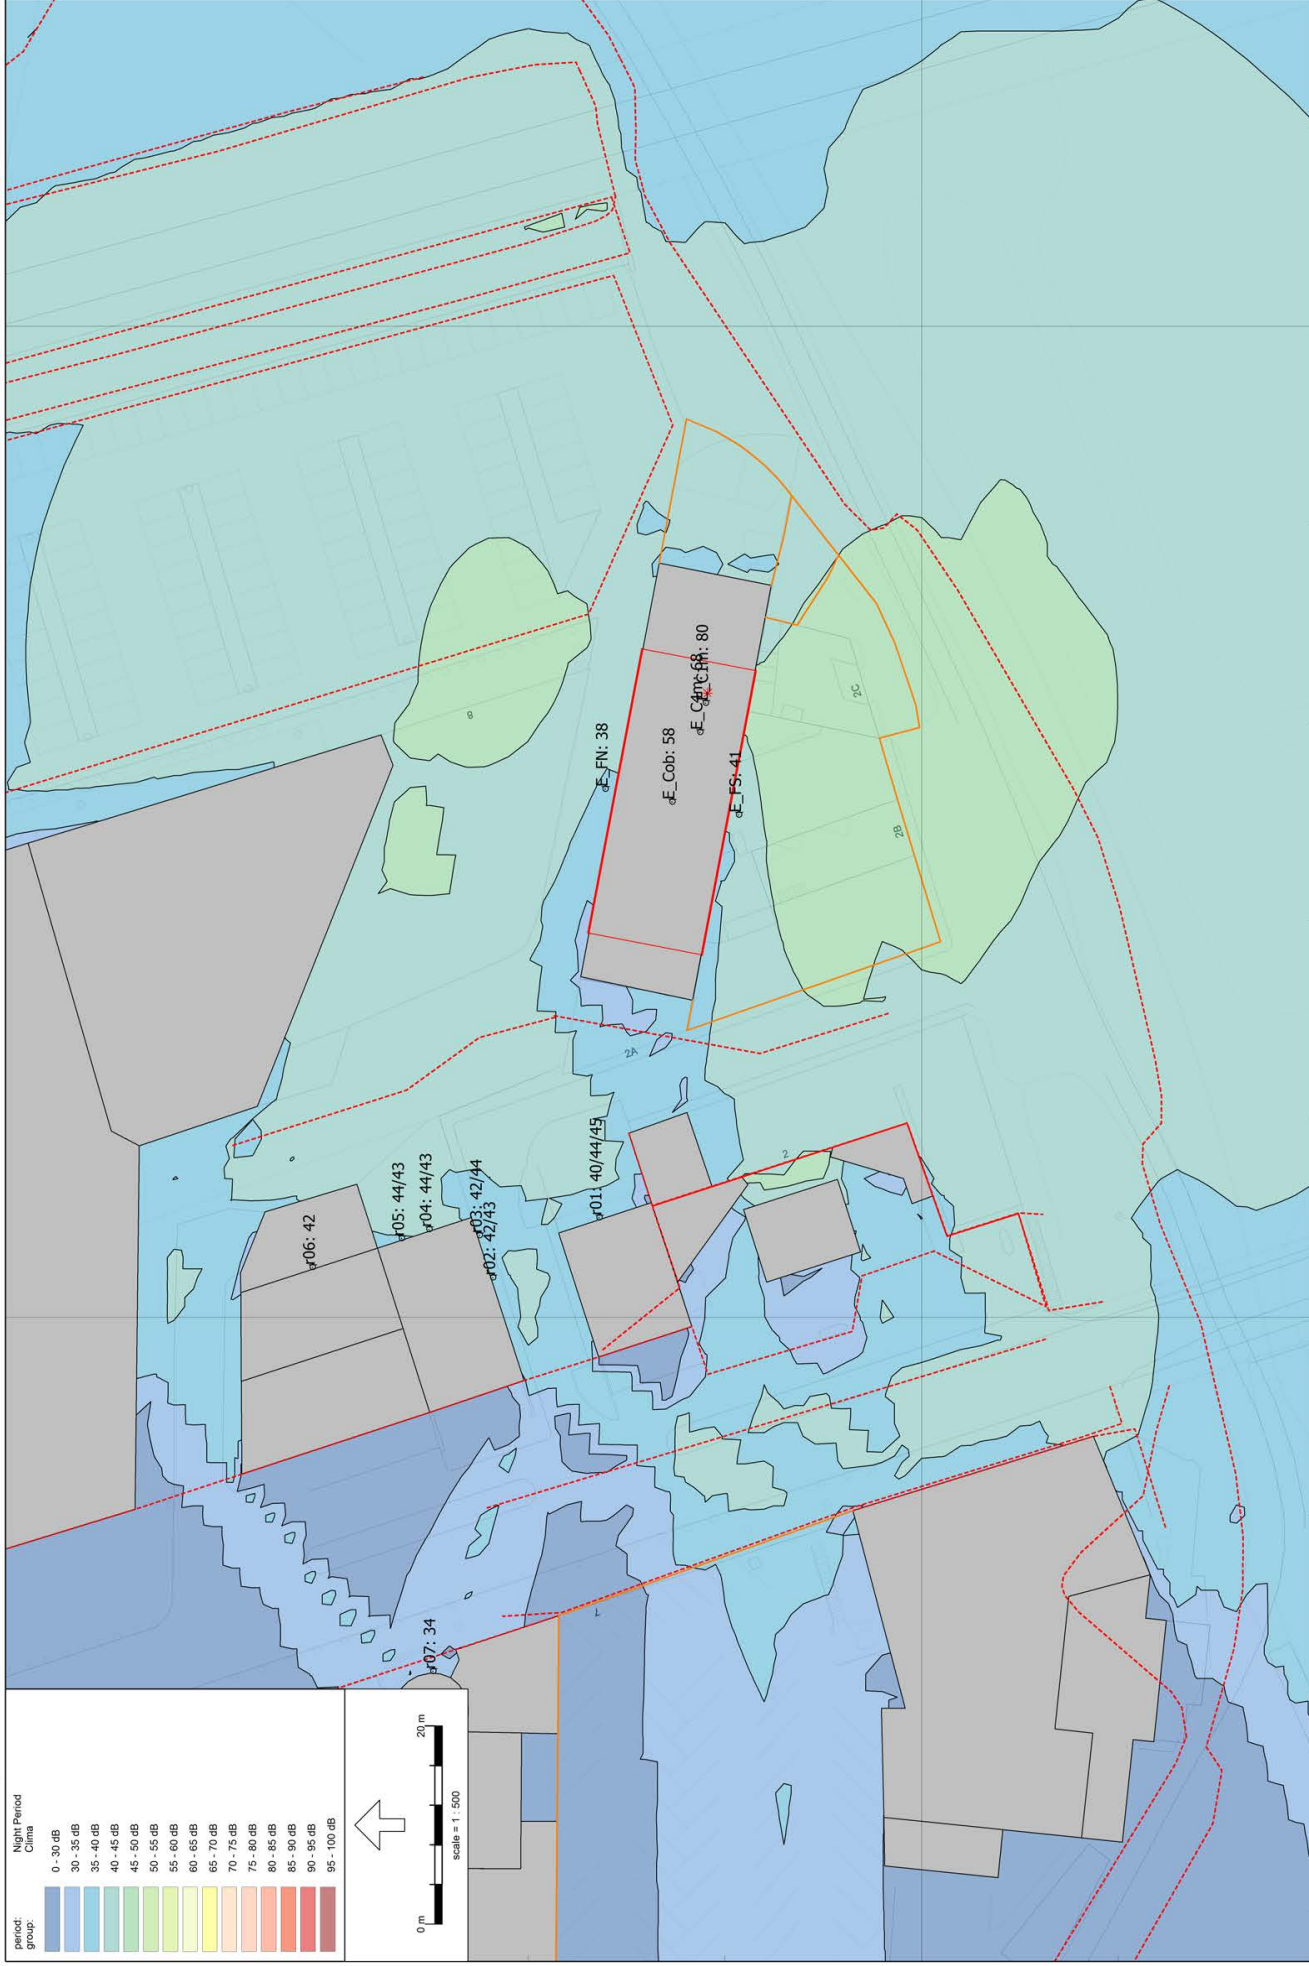 period: Night Period
group: Clima
0 - 30 dB
30 - 35 dB
35 - 40 dB
40 - 45 dB
45 - 50 dB
50 - 55 dB
55 - 60 dB
60 - 65 dB
65 - 70 dB
70 - 75 dB
75 - 80 dB
80 - 85 dB
85 - 90 dB
90 - 95 dB
95 - 100 dB
0 m 20 m
scale = 1 : 500
r07: 34
r06: 42
r05: 44/43
r04: 44/43
r03: 42/44
r02: 42/43
r01: 40/44/45
E_FN: 38
E_Cob: 58
E_C4m: 68
80
E_FS: 41
8
2A
2
2B
2C